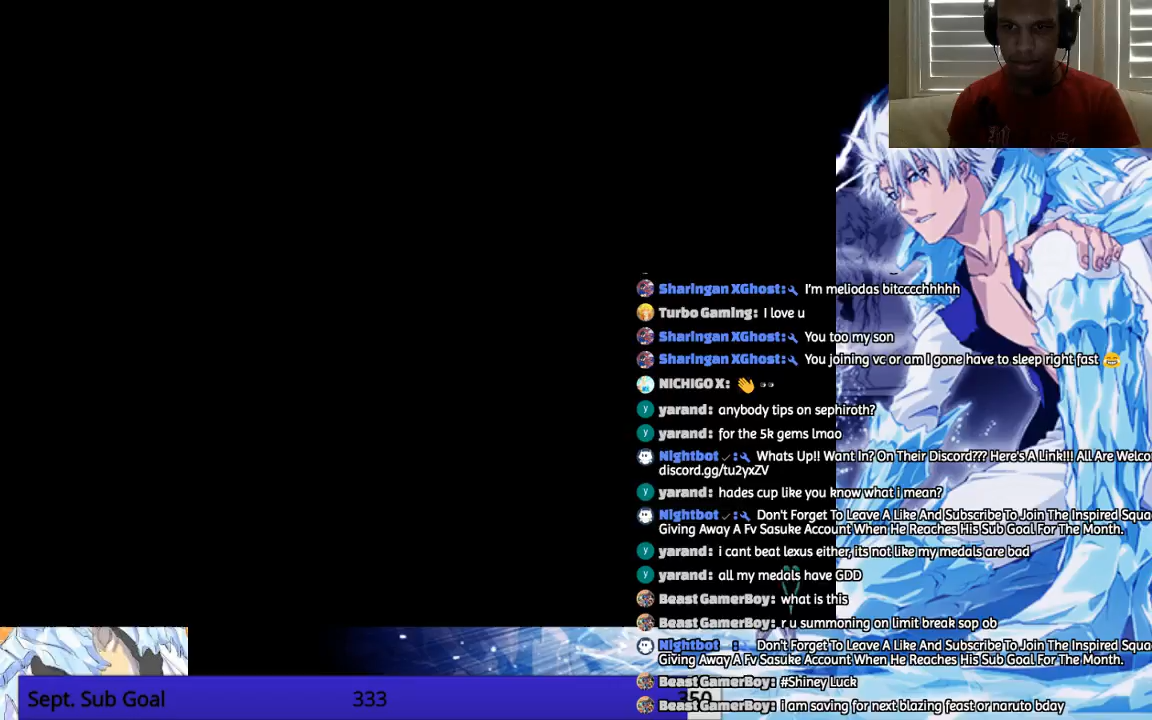 Sharingan XGhost: I'm meliodas bitcccchhhhh
Turbo Gaming: I love u
Sharingan XGhost: You too my son
Sharingan XGhost: You joining vc or am I gone have to sleep right fast 😂
NICHIGO X: 👋 👀
yarand: anybody tips on sephiroth?
yarand: for the 5k gems lmao
Nightbot: Whats Up!! Want In? On Their Discord??? Here's A Link!!! All Are Welco
discord.gg/tu2yxZV
yarand: hades cup like you know what i mean?
Nightbot: Don't Forget To Leave A Like And Subscribe To Join The Inspired Squa
Giving Away A Fv Sasuke Account When He Reaches His Sub Goal For The Month.
yarand: i cant beat lexus either, its not like my medals are bad
yarand: all my medals have GDD
Beast GamerBoy: what is this
Beast GamerBoy: r u summoning on limit break sop ob
Nightbot : Don't Forget To Leave A Like And Subscribe To Join The Inspired Squa
Giving Away A Fv Sasuke Account When He Reaches His Sub Goal For The Month.
Beast GamerBoy: #Shiney Luck
Beast GamerBoy: i am saving for next blazing feast or naruto bday
Sept. Sub Goal 333 350